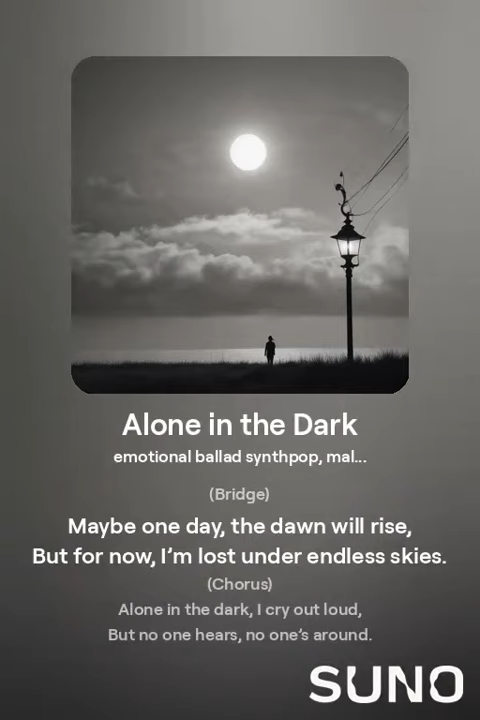 Alone in the Dark
emotional ballad synthpop, mal...
(Bridge)
Maybe one day, the dawn will rise,
But for now, I’m lost under endless skies.
(Chorus)
Alone in the dark, I cry out loud,
But no one hears, no one’s around.
SUNO